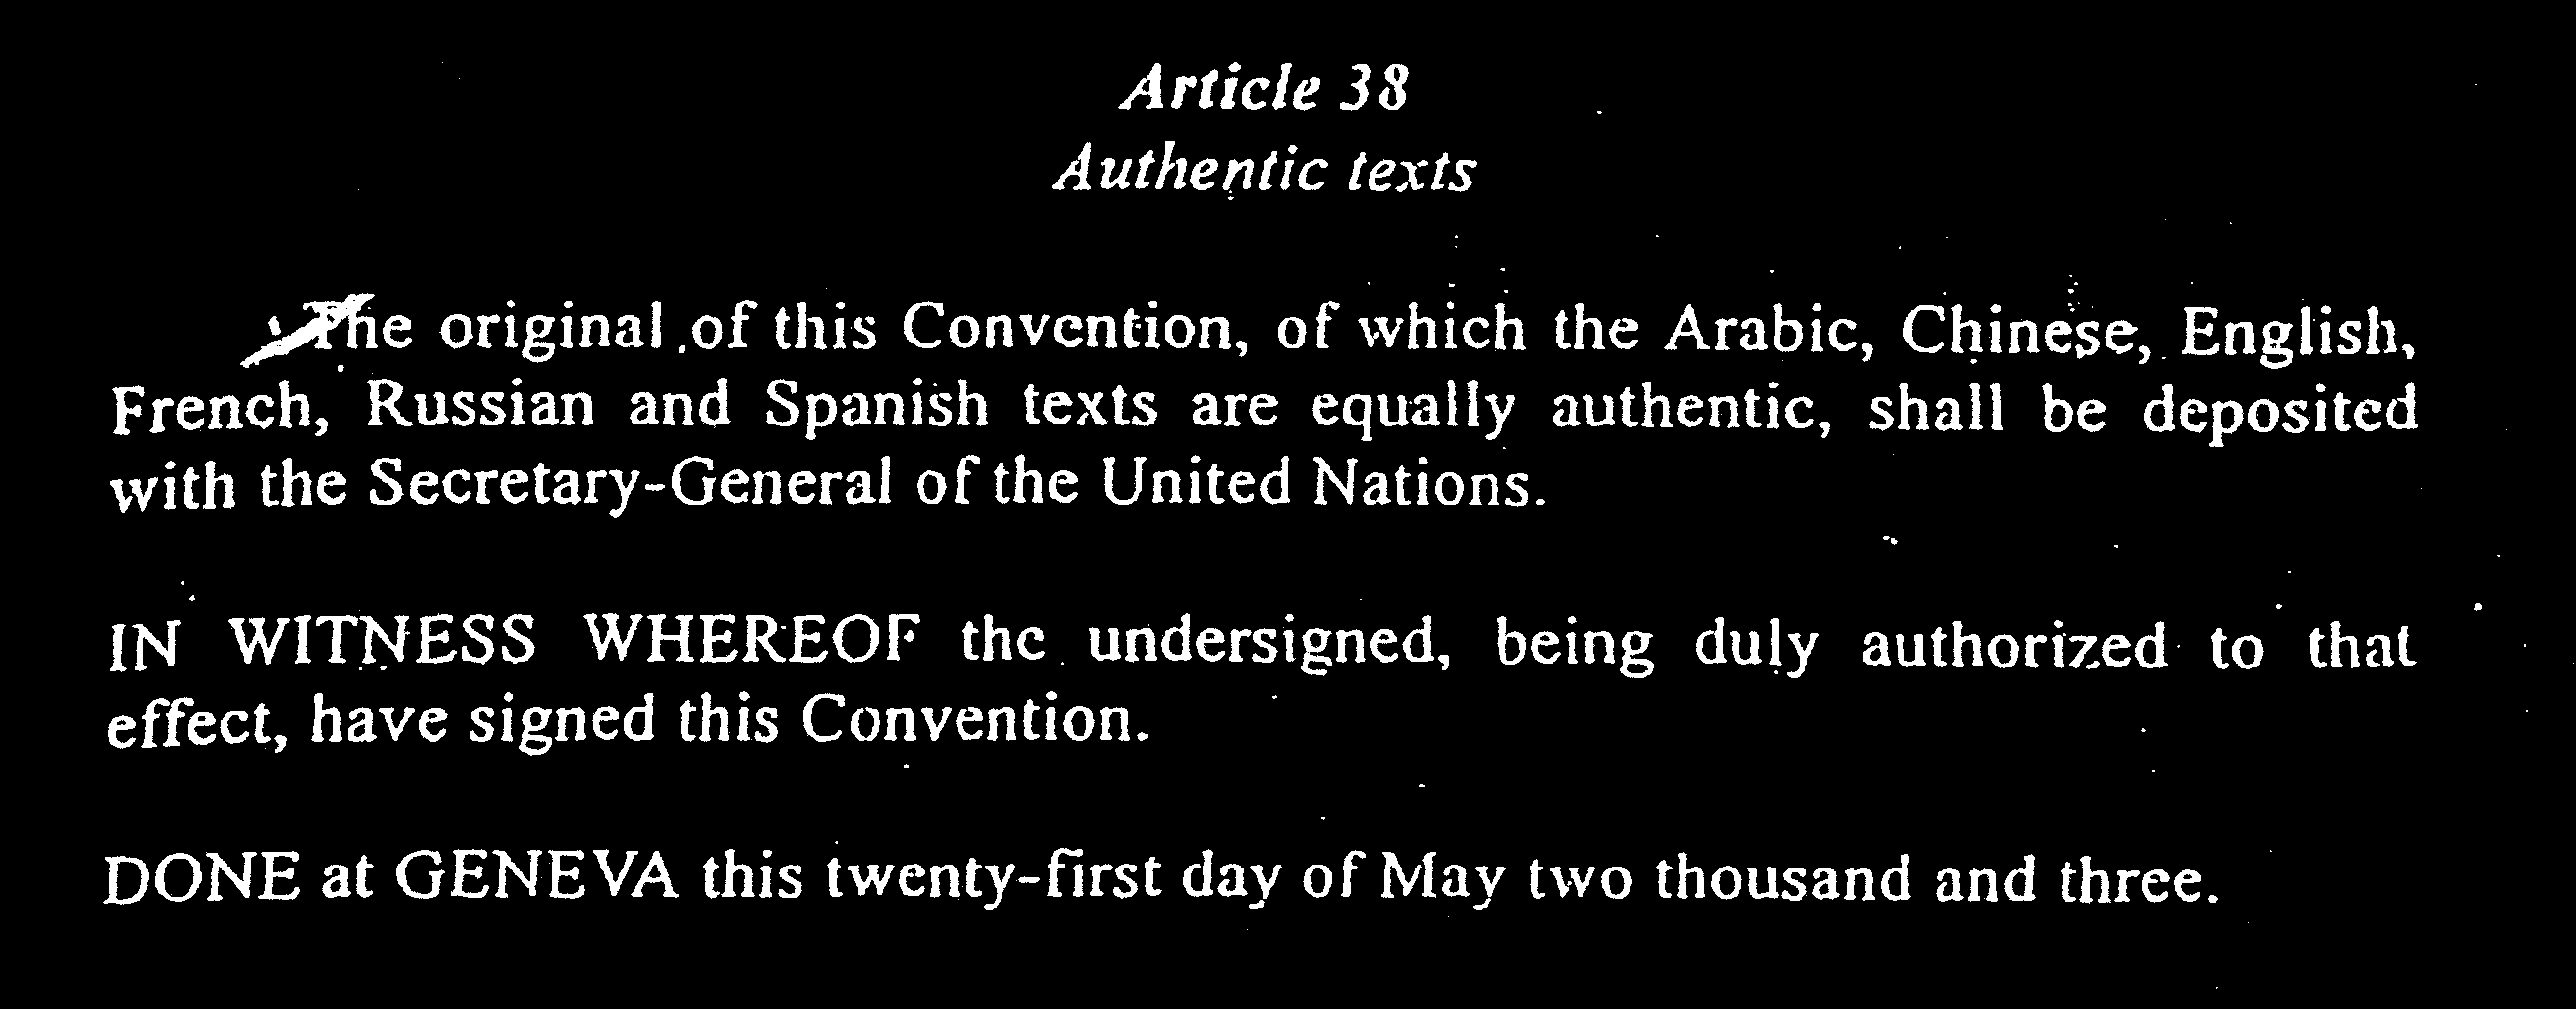 Article 38
Authentic texts
The original of this Convention, of which the Arabic, Chinese, English,
French, Russian and Spanish texts are equally authentic, shall be deposited
with the Secretary-General of the United Nations.
IN WITNESS WHEREOF the undersigned, being duly authorized to that
effect, have signed this Convention.
DONE at GENEVA this twenty-first day of May two thousand and three.